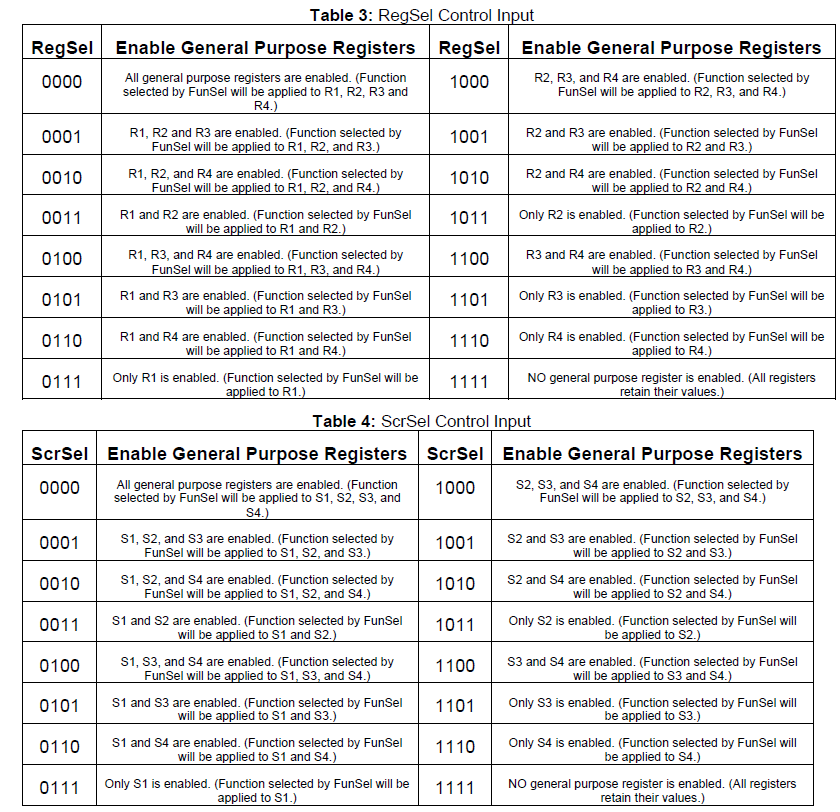 Table 3: RegSel Control Input
RegSel Enable General Purpose Registers RegSel Enable General Purpose Registers
0000 All general purpose registers are enabled. (Function
selected by FunSel will be applied to R1, R2, R3 and
R4.)
1000 R2, R3, and R4 are enabled. (Function selected by
FunSel will be applied to R2, R3, and R4.)
0001 R1, R2 and R3 are enabled. (Function selected by
FunSel will be applied to R1, R2, and R3.)
1001 R2 and R3 are enabled. (Function selected by FunSel
will be applied to R2 and R3.)
0010 R1, R2, and R4 are enabled. (Function selected by
FunSel will be applied to R1, R2, and R4.)
1010 R2 and R4 are enabled. (Function selected by FunSel
will be applied to R2 and R4.)
0011 R1 and R2 are enabled. (Function selected by FunSel
will be applied to R1 and R2.)
1011 Only R2 is enabled. (Function selected by FunSel will be
applied to R2.)
0100 R1, R3, and R4 are enabled. (Function selected by
FunSel will be applied to R1, R3, and R4.)
1100 R3 and R4 are enabled. (Function selected by FunSel
will be applied to R3 and R4.)
0101 R1 and R3 are enabled. (Function selected by FunSel
will be applied to R1 and R3.)
1101 Only R3 is enabled. (Function selected by FunSel will be
applied to R3.)
0110 R1 and R4 are enabled. (Function selected by FunSel
will be applied to R1 and R4.)
1110 Only R4 is enabled. (Function selected by FunSel will be
applied to R4.)
0111 Only R1 is enabled. (Function selected by FunSel will be
applied to R1.)
1111 NO general purpose register is enabled. (All registers
retain their values.)
Table 4: ScrSel Control Input
ScrSel Enable General Purpose Registers ScrSel Enable General Purpose Registers
0000 All general purpose registers are enabled. (Function
selected by FunSel will be applied to S1, S2, S3, and
S4.)
1000 S2, S3, and S4 are enabled. (Function selected by
FunSel will be applied to S2, S3, and S4.)
0001 S1, S2, and S3 are enabled. (Function selected by
FunSel will be applied to S1, S2, and S3.)
1001 S2 and S3 are enabled. (Function selected by FunSel
will be applied to S2 and S3.)
0010 S1, S2, and S4 are enabled. (Function selected by
FunSel will be applied to S1, S2, and S4.)
1010 S2 and S4 are enabled. (Function selected by FunSel
will be applied to S2 and S4.)
0011 S1 and S2 are enabled. (Function selected by FunSel
will be applied to S1 and S2.)
1011 Only S2 is enabled. (Function selected by FunSel will
be applied to S2.)
0100 S1, S3, and S4 are enabled. (Function selected by
FunSel will be applied to S1, S3, and S4.)
1100 S3 and S4 are enabled. (Function selected by FunSel
will be applied to S3 and S4.)
0101 S1 and S3 are enabled. (Function selected by FunSel
will be applied to S1 and S3.)
1101 Only S3 is enabled. (Function selected by FunSel will
be applied to S3.)
0110 S1 and S4 are enabled. (Function selected by FunSel
will be applied to S1 and S4.)
1110 Only S4 is enabled. (Function selected by FunSel will
be applied to S4.)
0111 Only S1 is enabled. (Function selected by FunSel will be
applied to S1.)
1111 NO general purpose register is enabled. (All registers
retain their values.)